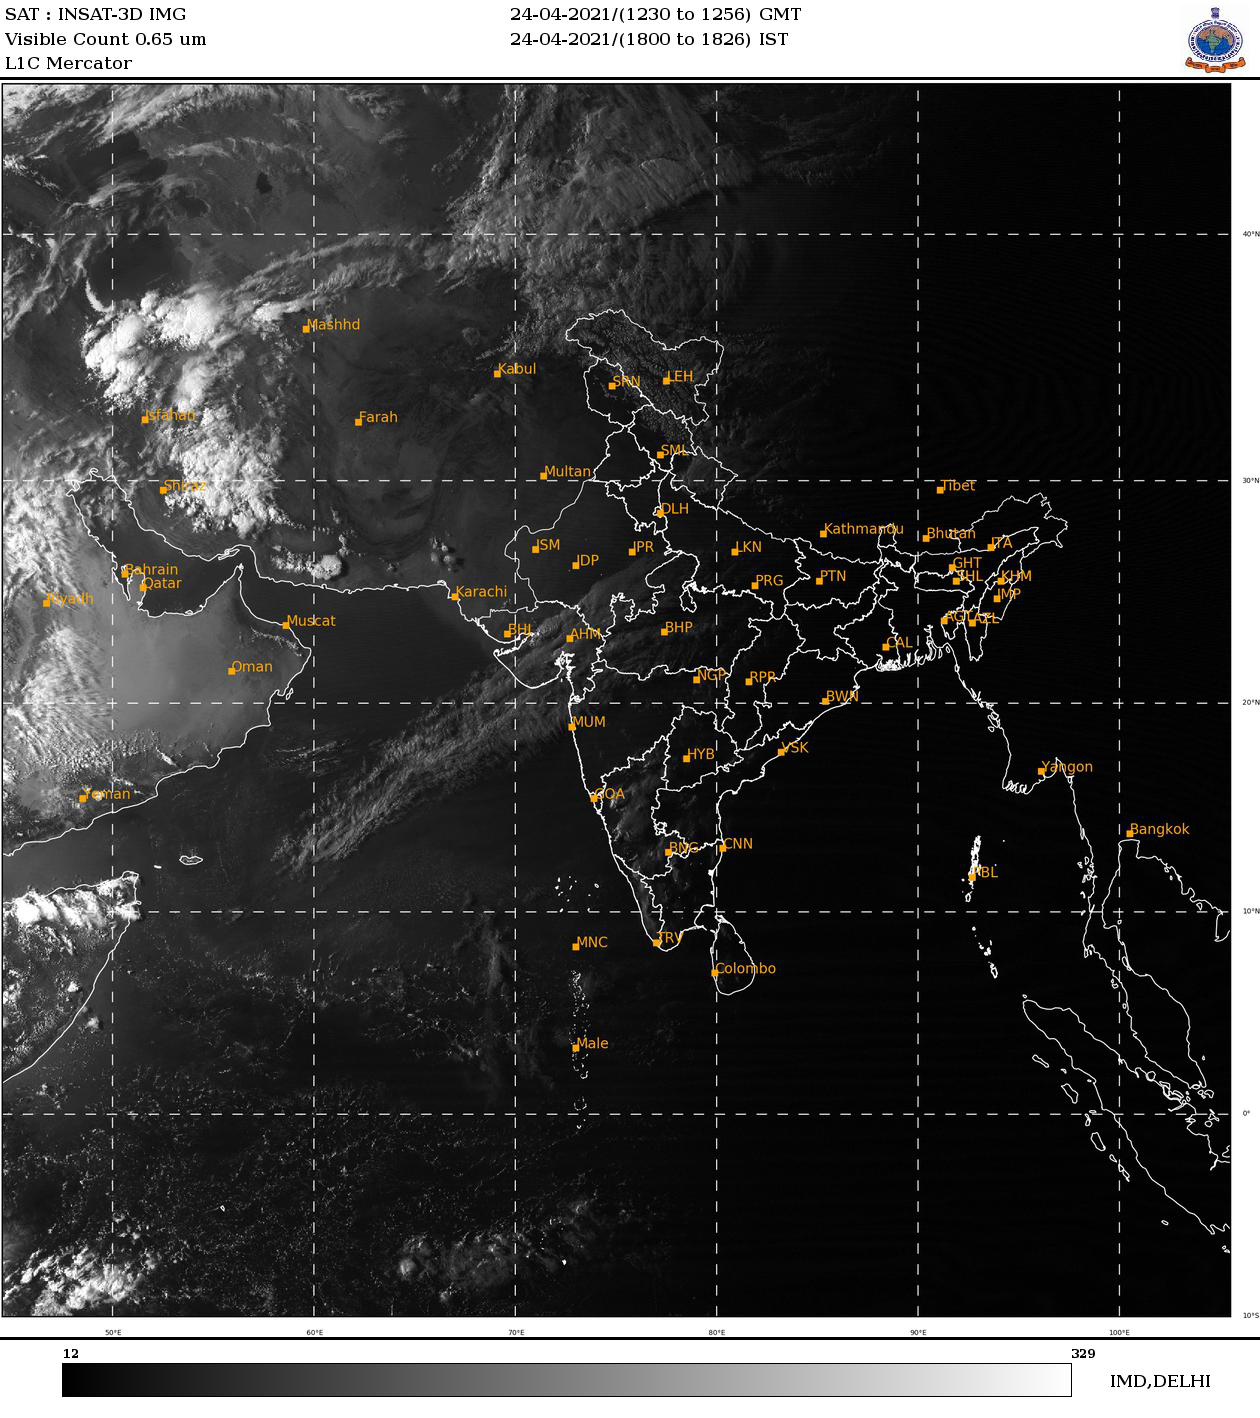 SAT : INSAT-3D IMG
24-04-2021/(1230 to 1256) GMT
Visible Count 0.65 um
24-04-2021/(1800 to 1826) IST
L1C Mercator
40°N
Mashhd
Kabul
SRN
LEH
Isfahan
Farah
SML
Multan
30°N
Shiraz
Tibet
DLH
Kathmandu
Bhutan
ITA
JSM
JPR
LKN
JDP
GHT
Bahrain
SHL
KHM
Qatar
PRG
PTN
Karachi
IMP
Riyadh
AGT
AZL
Muscat
BHJ
AHM
BHP
CAL
Oman
NGP
RPR
BWN
20°N
MUM
VSK
HYB
Yangon
Yeman
GOA
Bangkok
BNG
CNN
PBL
10°N
MNC
TRV
Colombo
Male
0°
10°S
50°E
60°E
70°E
80°E
90°E
100°E
12
329
IMD,DELHI